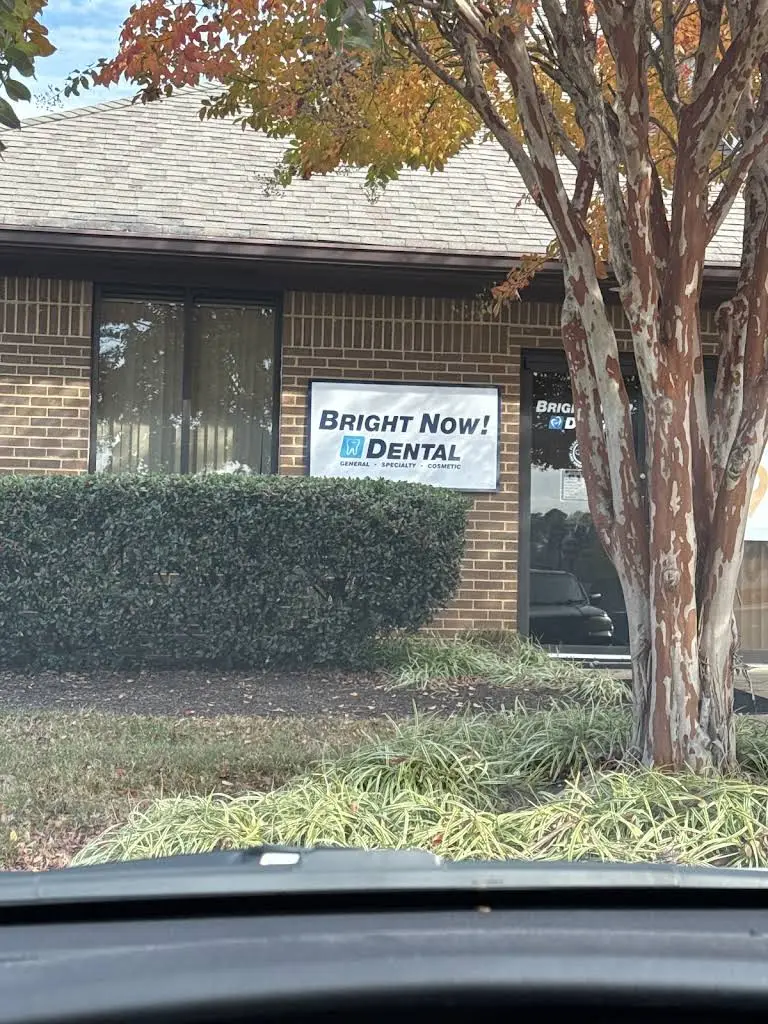 BRIGHT NOW!
DENTAL
GENERAL - SPECIALTY - COSMETIC